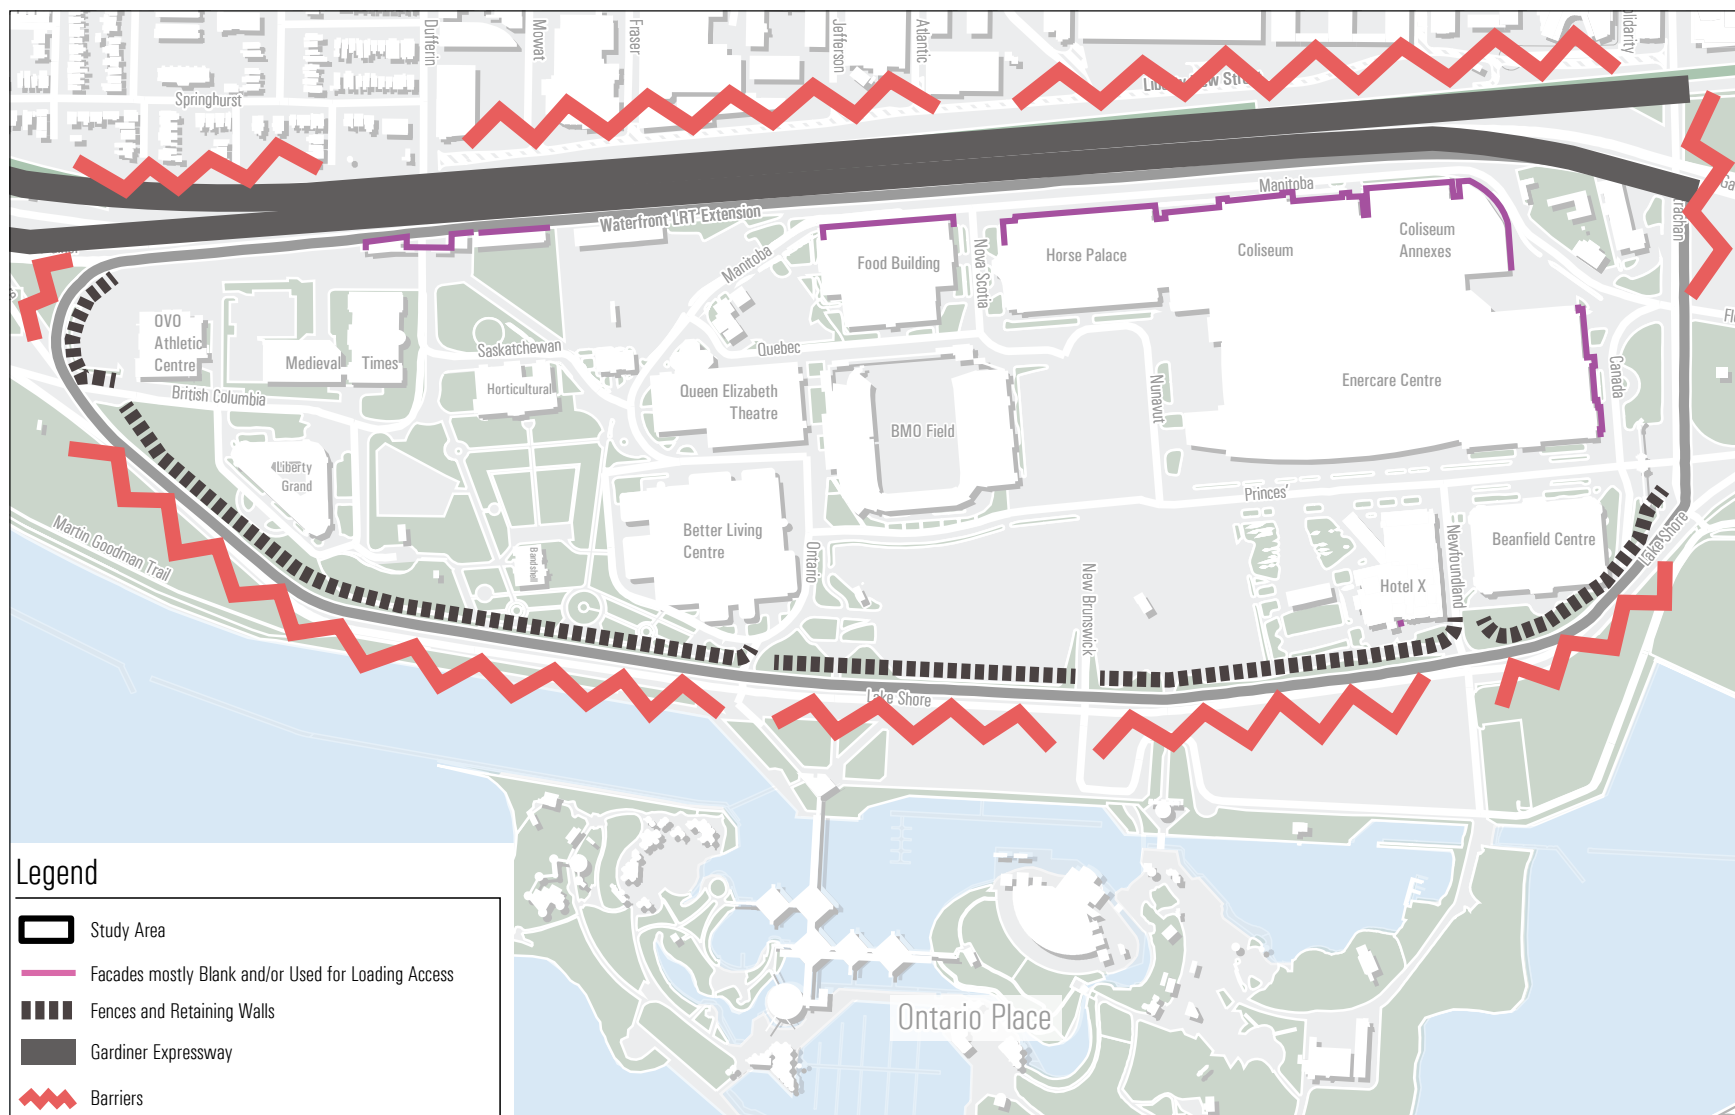 Dufferin
Mowat
Fraser
Jefferson
Atlantic
Springhurst
Manitoba
Waterfront LRT Extension
Manitoba
Food Building
Nova Scotia
Horse Palace
Coliseum
Coliseum
Annexes
OVO
Athletic
Centre
Medieval Times
Saskatchewan
Quebec
British Columbia
Horticultural
Queen Elizabeth
Theatre
BMO Field
Nunavut
Enercare Centre
Canada
Liberty
Grand
Princes'
Martin Goodman Trail
Bandshell
Better Living
Centre
Ontario
New Brunswick
Hotel X
Newfoundland
Beanfield Centre
Lake Shore
Lake Shore
Ontario Place
Legend
Study Area
Facades mostly Blank and/or Used for Loading Access
Fences and Retaining Walls
Gardiner Expressway
Barriers